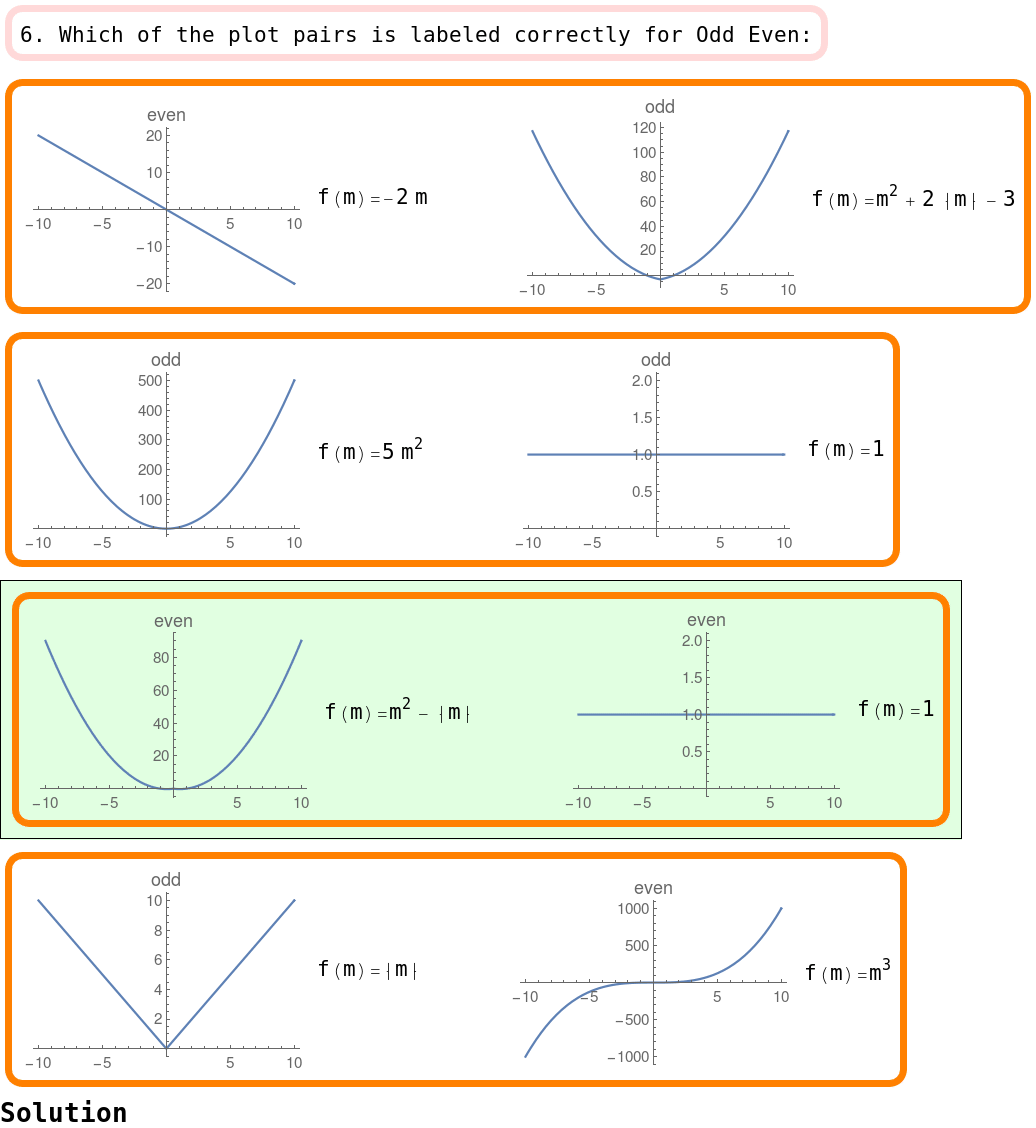 6. Which of the plot pairs is labeled correctly for Odd Even:
even
20
10
−10 −5 5 10
−10
−20
f(m)=-2 m
odd
120
100
80
60
40
20
−10 −5 5 10
f(m)=m² + 2 |m| - 3
odd
500
400
300
200
100
−10 −5 5 10
f(m)=5 m²
odd
2.0
1.5
1.0
0.5
−10 −5 5 10
f(m)=1
even
80
60
40
20
−10 −5 5 10
f(m)=m² - |m|
even
2.0
1.5
1.0
0.5
−10 −5 5 10
f(m)=1
odd
10
8
6
4
2
−10 −5 5 10
f(m)=|m|
even
1000
500
−10 −5 5 10
−500
−1000
f(m)=m³
Solution